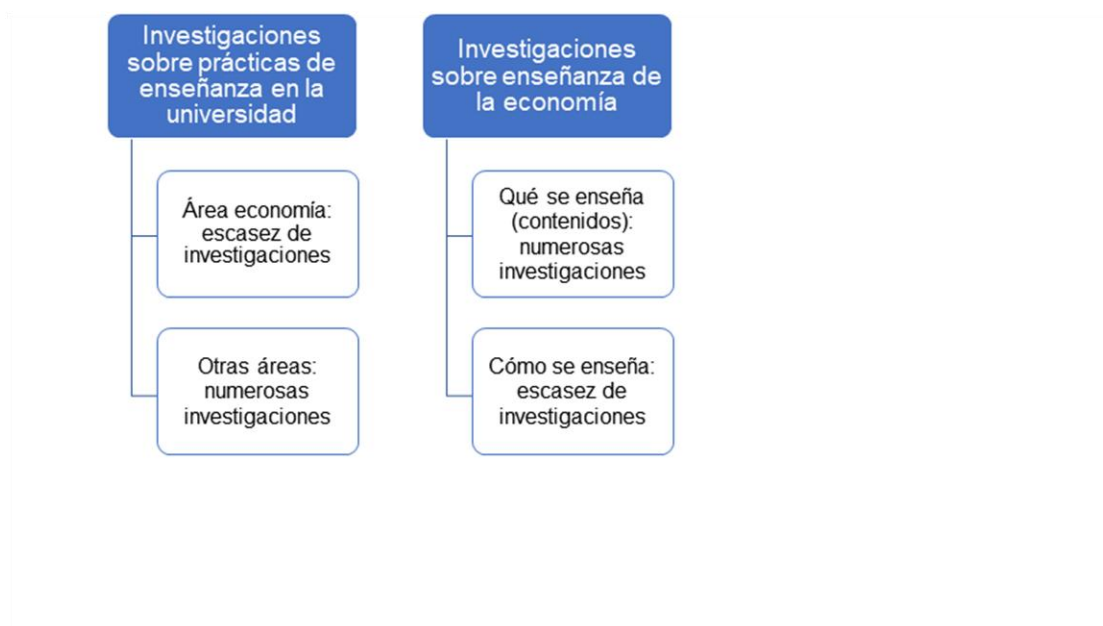 Investigaciones
sobre prácticas de
enseñanza en la
universidad
Área economía:
escasez de
investigaciones
Otras áreas:
numerosas
investigaciones
Investigaciones
sobre enseñanza de
la economía
Qué se enseña
(contenidos):
numerosas
investigaciones
Cómo se enseña:
escasez de
investigaciones